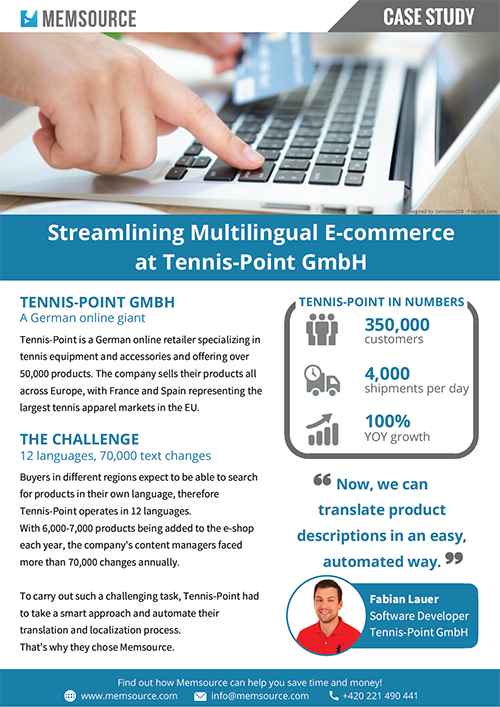 MEMSOURCE
CASE STUDY
Designed by Jannoon028 - Freepik.com
Streamlining Multilingual E-commerce
at Tennis-Point GmbH
TENNIS-POINT GMBH
A German online giant
Tennis-Point is a German online retailer specializing in
tennis equipment and accessories and offering over
50,000 products. The company sells their products all
across Europe, with France and Spain representing the
largest tennis apparel markets in the EU.
THE CHALLENGE
12 languages, 70,000 text changes
Buyers in different regions expect to be able to search
for products in their own language, therefore
Tennis-Point operates in 12 languages.
With 6,000-7,000 products being added to the e-shop
each year, the company's content managers faced
more than 70,000 changes annually.
To carry out such a challenging task, Tennis-Point had
to take a smart approach and automate their
translation and localization process.
That's why they chose Memsource.
TENNIS-POINT IN NUMBERS
350,000
customers
4,000
shipments per day
100%
YOY growth
“ Now, we can
translate product
descriptions in an easy,
automated way. ”
Fabian Lauer
Software Developer
Tennis-Point GmbH
Find out how Memsource can help you save time and money!
www.memsource.com info@memsource.com +420 221 490 441